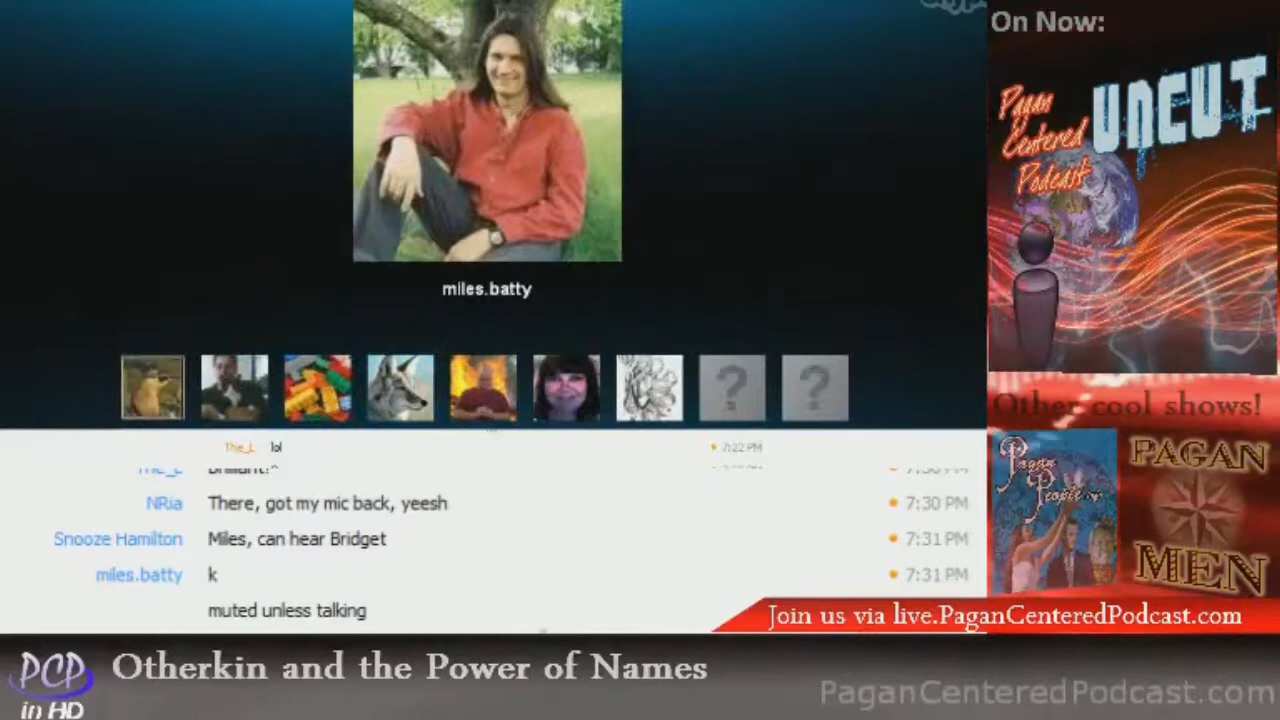 On Now:
Pagan
Centered
Podcast
UNCUT
miles.batty
Other cool shows!
The_L lol 7:22 PM
NRia There, got my mic back, yeesh 7:30 PM
Snooze Hamilton Miles, can hear Bridget 7:31 PM
miles.batty k 7:31 PM
muted unless talking
Pagan
People
PAGAN
MEN
Join us via live.PaganCenteredPodcast.com
PCP
in HD
Otherkin and the Power of Names
PaganCenteredPodcast.com